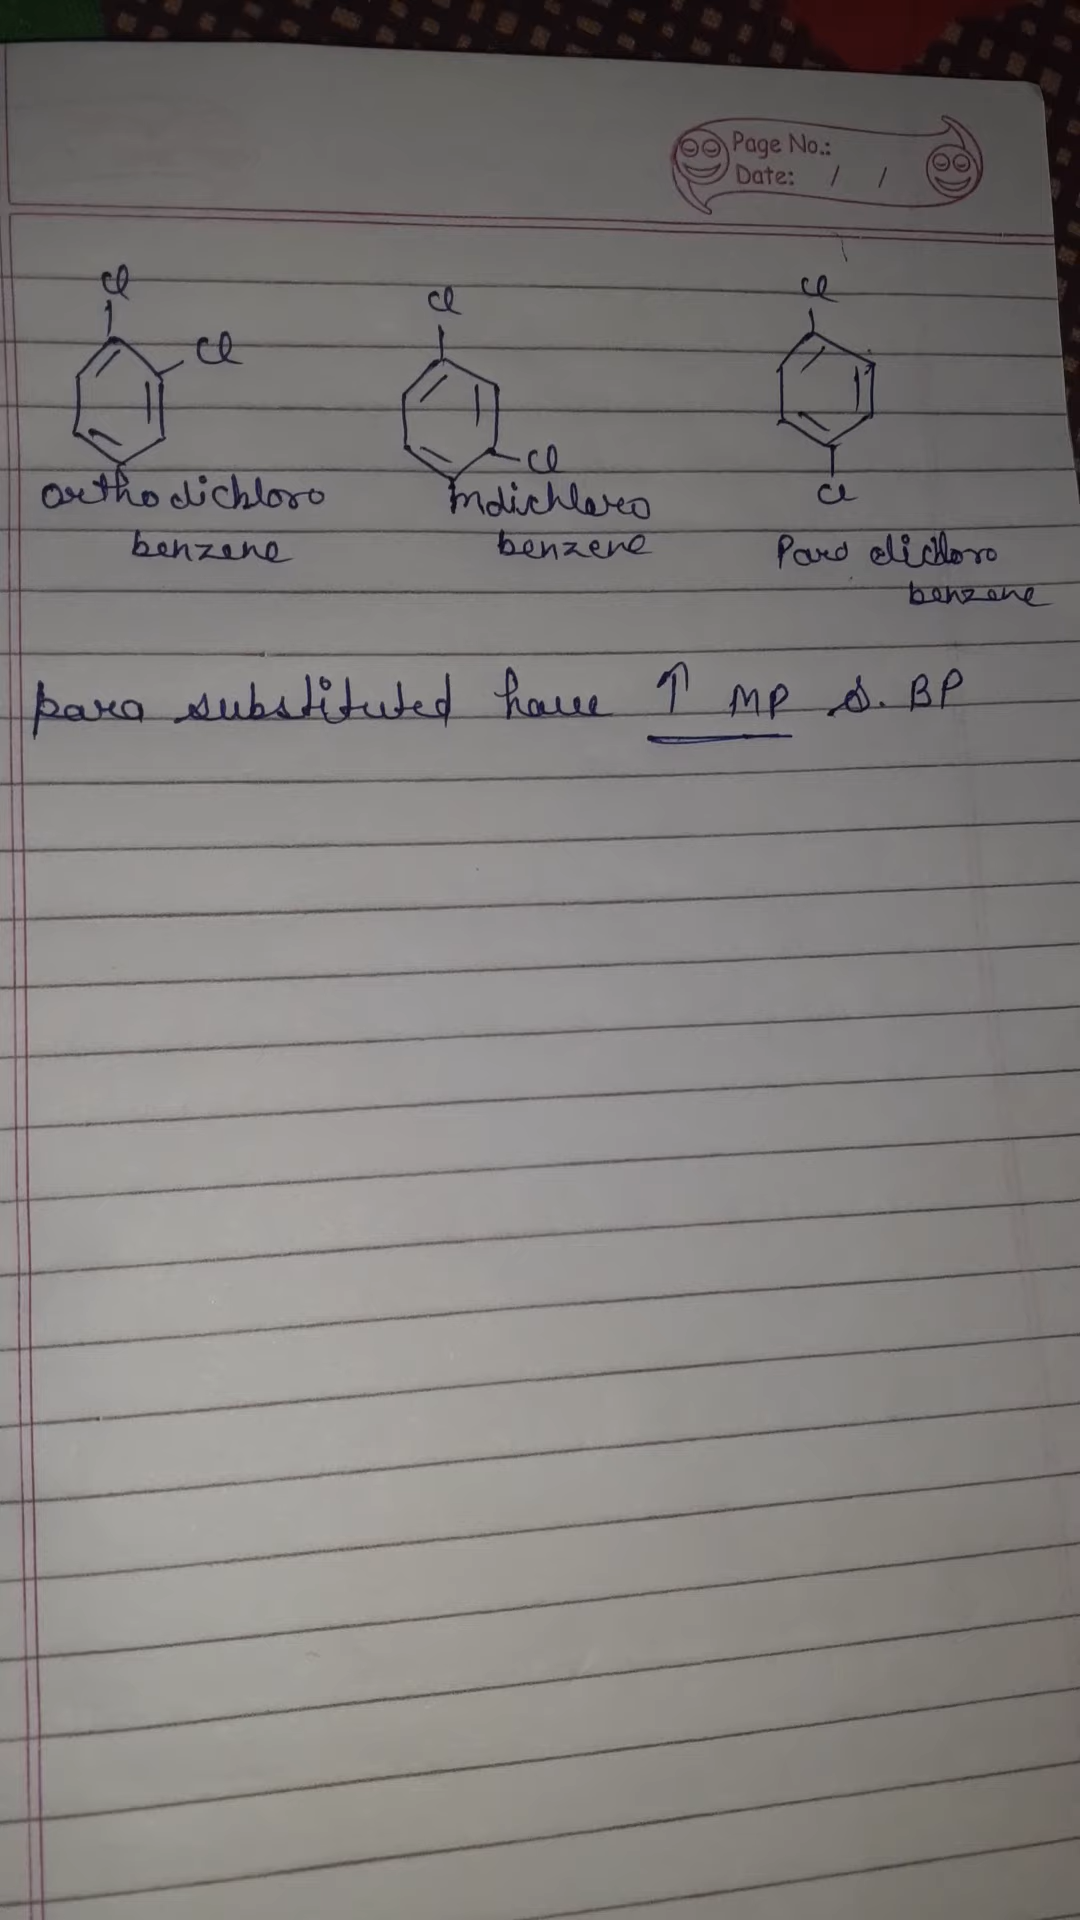 Page No.:
Date: / /
Cl
Cl
Cl
Cl
Cl
Cl
ortho dichloro
benzene
m dichloro
benzene
Para dichloro
benzene
para substituted have ↑ MP &. BP